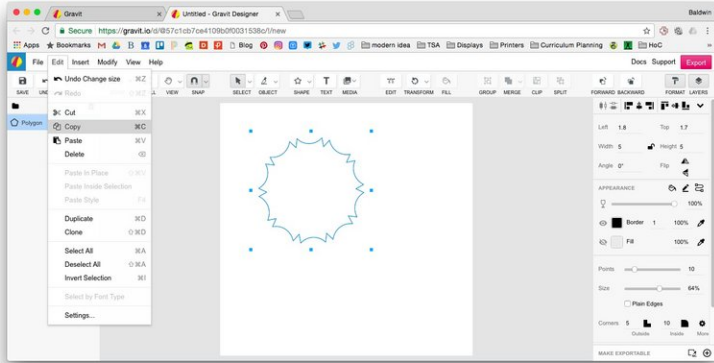 Gravit
Untitled - Gravit Designer
Baldwin
Secure https://gravit.io/d/
/new
Apps Bookmarks Blog modern idea TSA Displays Printers Curriculum Planning HoC
File Edit Insert Modify View Help Docs Support Export
SAVE VIEW SNAP SELECT OBJECT SHAPE TEXT MEDIA EDIT TRANSFORM FILL GROUP MERGE CLIP SPLIT FORWARD BACKWARD FORMAT LAYERS
Undo Change size ⌘Z
Redo
Cut ⌘X
Copy ⌘C
Paste ⌘V
Delete
Paste In Place ⇧⌘V
Paste Inside Selection
Paste Style F4
Duplicate ⌘D
Clone ⇧⌘D
Select All ⌘A
Deselect All ⇧⌘A
Invert Selection ⌘I
Select by Font Type
Settings...
Polygon
Left 1.8 Top 1.7
Width 5 Height 5
Angle 0° Flip
APPEARANCE
100%
Border 1 100%
Fill 100%
Points 10
Size 64%
Plain Edges
Corners 5 10
Outside Inside More
MAKE EXPORTABLE